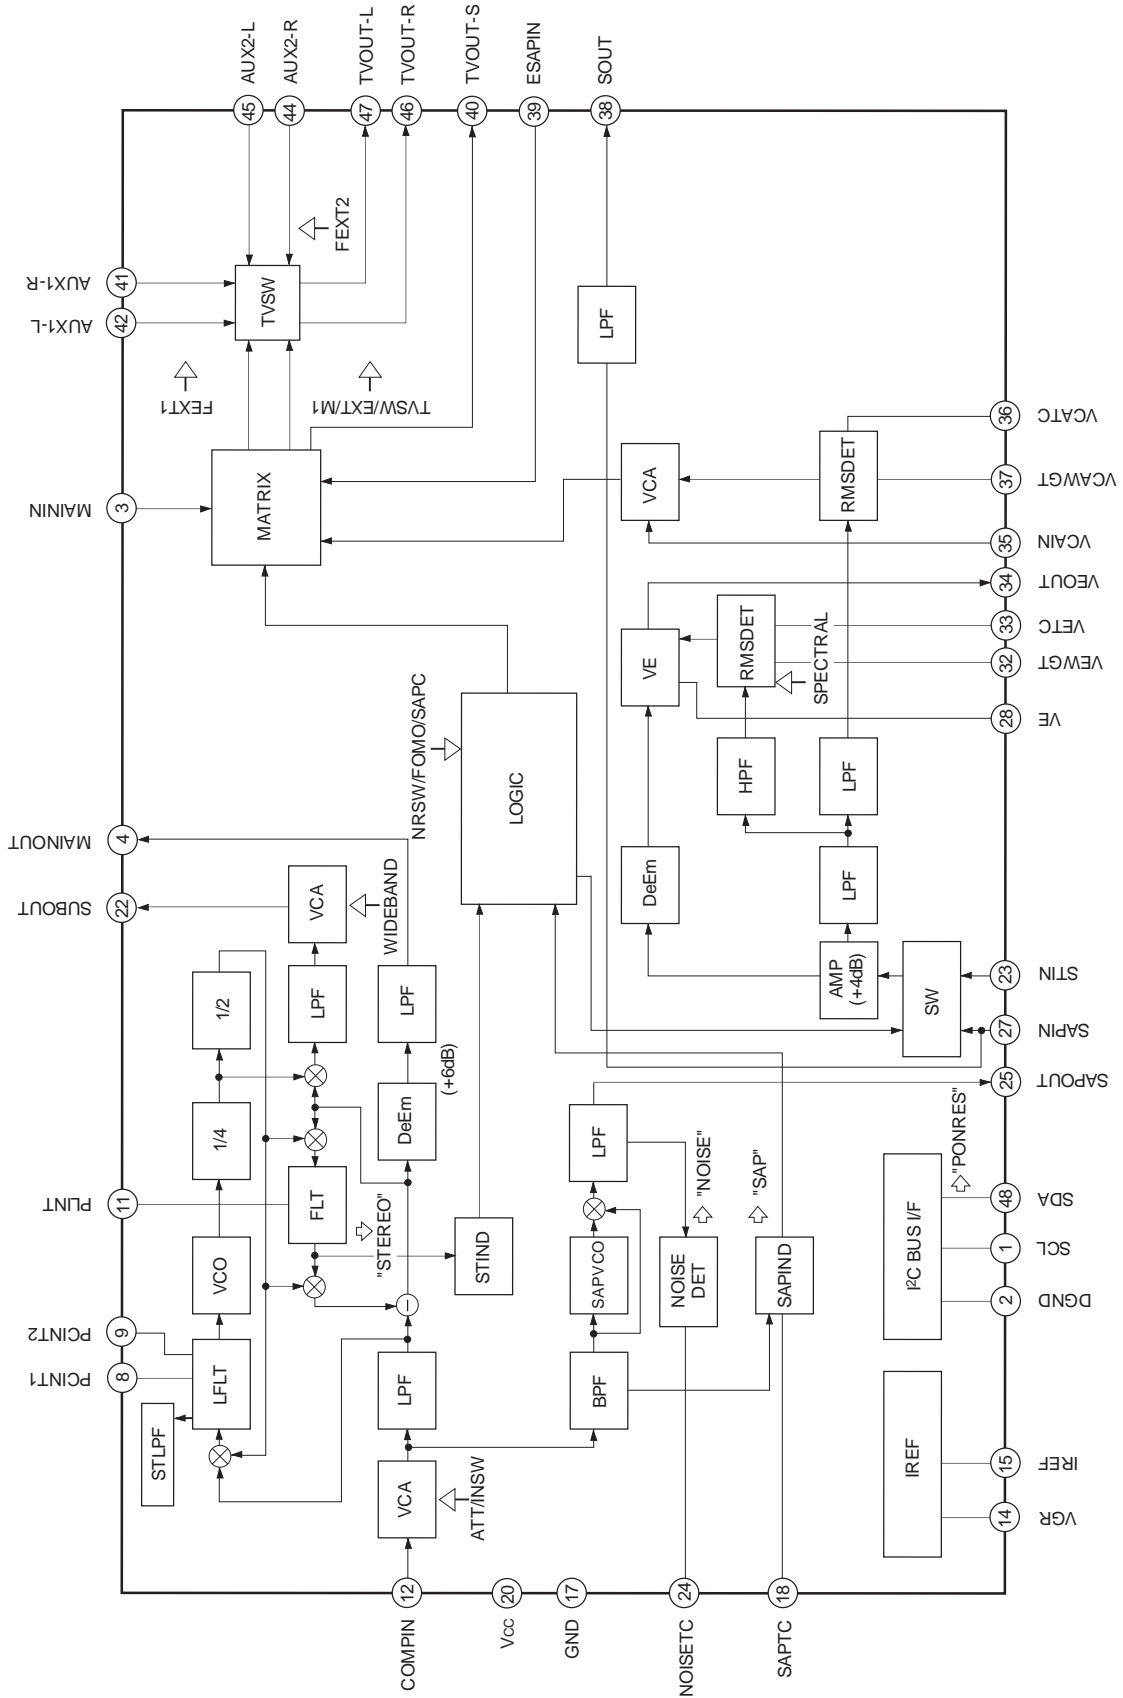 AUX2-L
AUX2-R
TVOUT-L
TVOUT-R
TVOUT-S
ESAPIN
SOUT
45
44
47
46
40
39
38
AUX1-R
41
AUX1-L
42
TVSW
FEXT2
FEXT1
TVSW/EXT/M1
LPF
MAININ
3
MATRIX
VCA
RMSDET
36
VCATC
37
VCAWGT
35
VCAIN
34
VEOUT
33
VETC
32
VEWGT
28
VE
VE
RMSDET
SPECTRAL
HPF
LPF
NRSW/FOMO/SAPC
LOGIC
MAINOUT
4
SUBOUT
22
VCA
WIDEBAND
DeEm
LPF
AMP
(+4dB)
SW
23
STIN
27
SAPIN
25
SAPOUT
1/2
LPF
LPF
(+6dB)
1/4
DeEm
LPF
"NOISE"
"SAP"
"PONRES"
PLINT
11
FLT
"STEREO"
STIND
VCO
SAPVCO
NOISE
DET
SAPIND
I²C BUS I/F
48
SDA
1
SCL
2
DGND
PCINT2
9
PCINT1
8
LFLT
LPF
BPF
STLPF
VCA
ATT/INSW
IREF
15
IREF
14
VGR
12
20
17
24
18
COMPIN
Vcc
GND
NOISETC
SAPTC